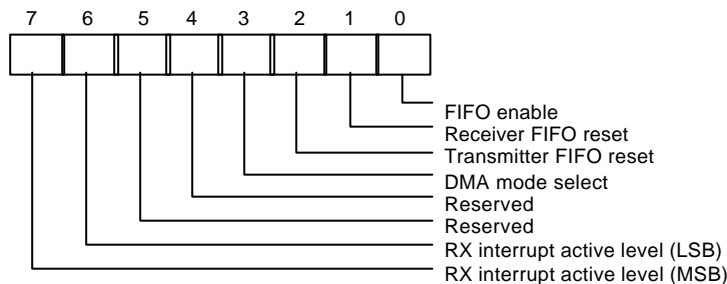 7 6 5 4 3 2 1 0
FIFO enable
Receiver FIFO reset
Transmitter FIFO reset
DMA mode select
Reserved
Reserved
RX interrupt active level (LSB)
RX interrupt active level (MSB)